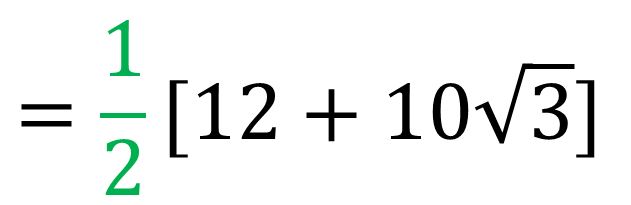 = 1/2 [12 + 10√3]